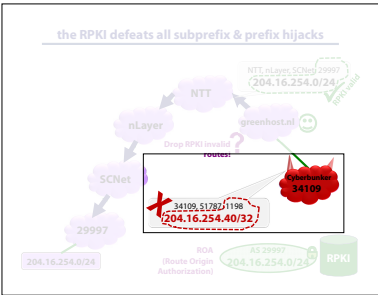 the RPKI defeats all subprefix & prefix hijacks
NTT, nLayer, SCNet, 29997
204.16.254.0/24
RPKI valid
NTT
greenhost.nl
nLayer
Drop RPKI invalid
routes!
?
Cyberbunker
34109
SCNet
34109, 51787, 1198
204.16.254.40/32
29997
204.16.254.0/24
ROA
(Route Origin
Authorization)
AS 29997
204.16.254.0/24
RPKI